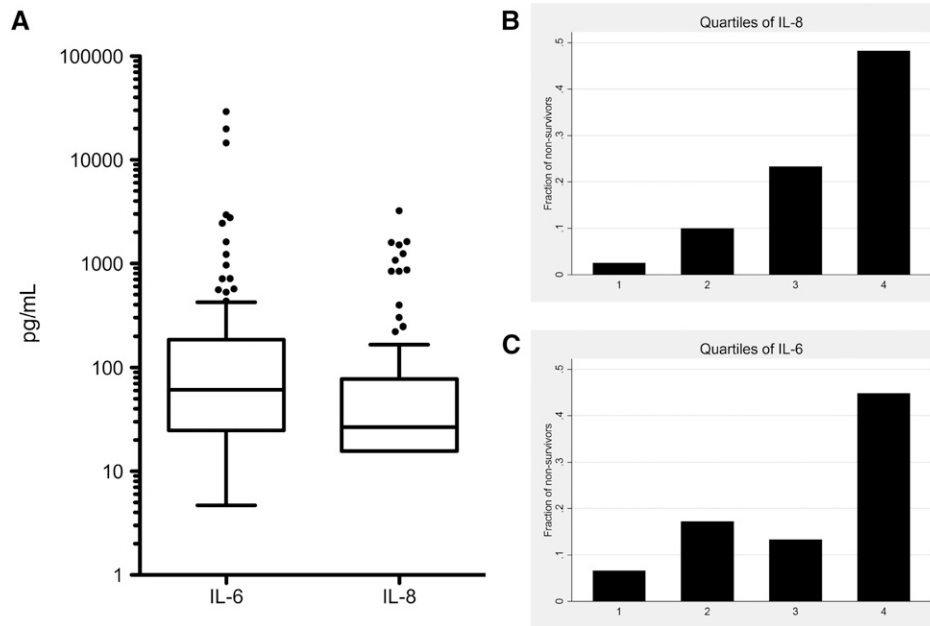 A
100000
10000
1000
100
10
1
pg/mL
IL-6 IL-8
B
Quartiles of IL-8
.5
.4
.3
.2
.1
0
Fraction of non-survivors
1 2 3 4
C
Quartiles of IL-6
.5
.4
.3
.2
.1
0
Fraction of non-survivors
1 2 3 4